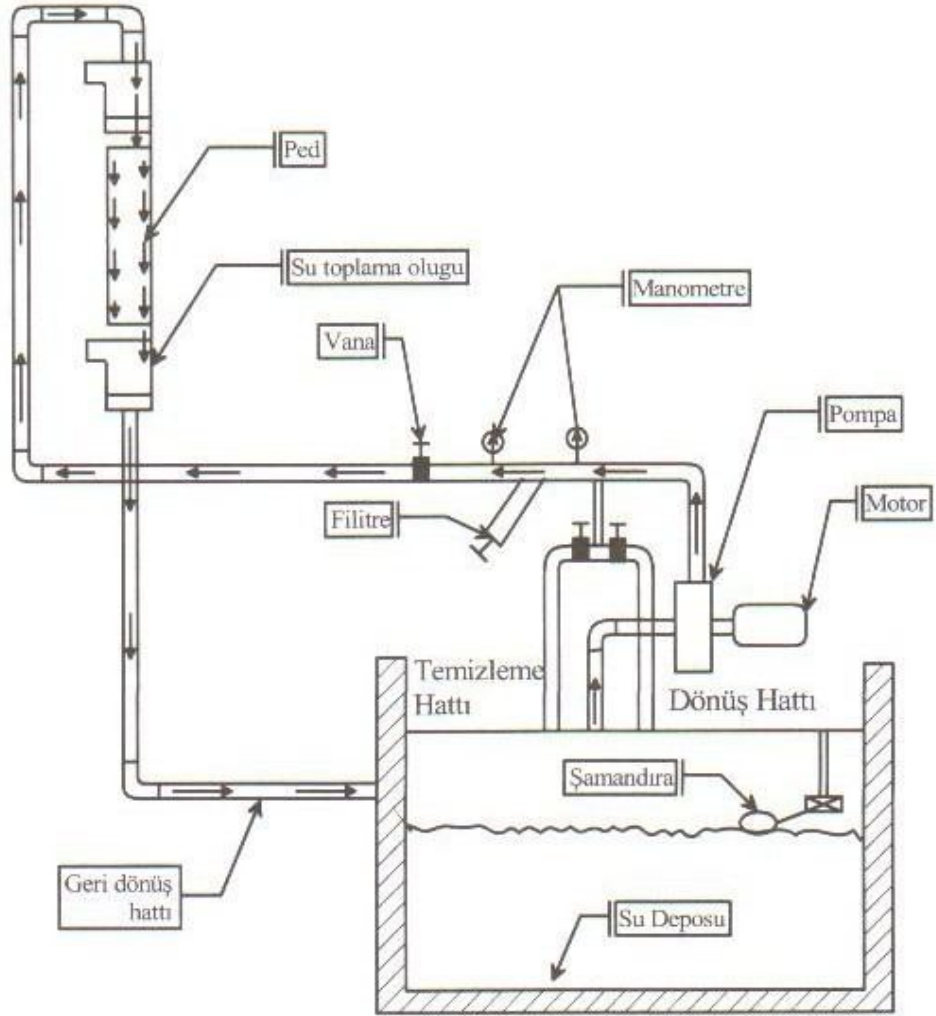 Ped
Su toplama olugu
Manometre
Vana
Pompa
Motor
Filitre
Temizleme
Hattı
Dönüş Hattı
Şamandıra
Geri dönüş
hattı
Su Deposu